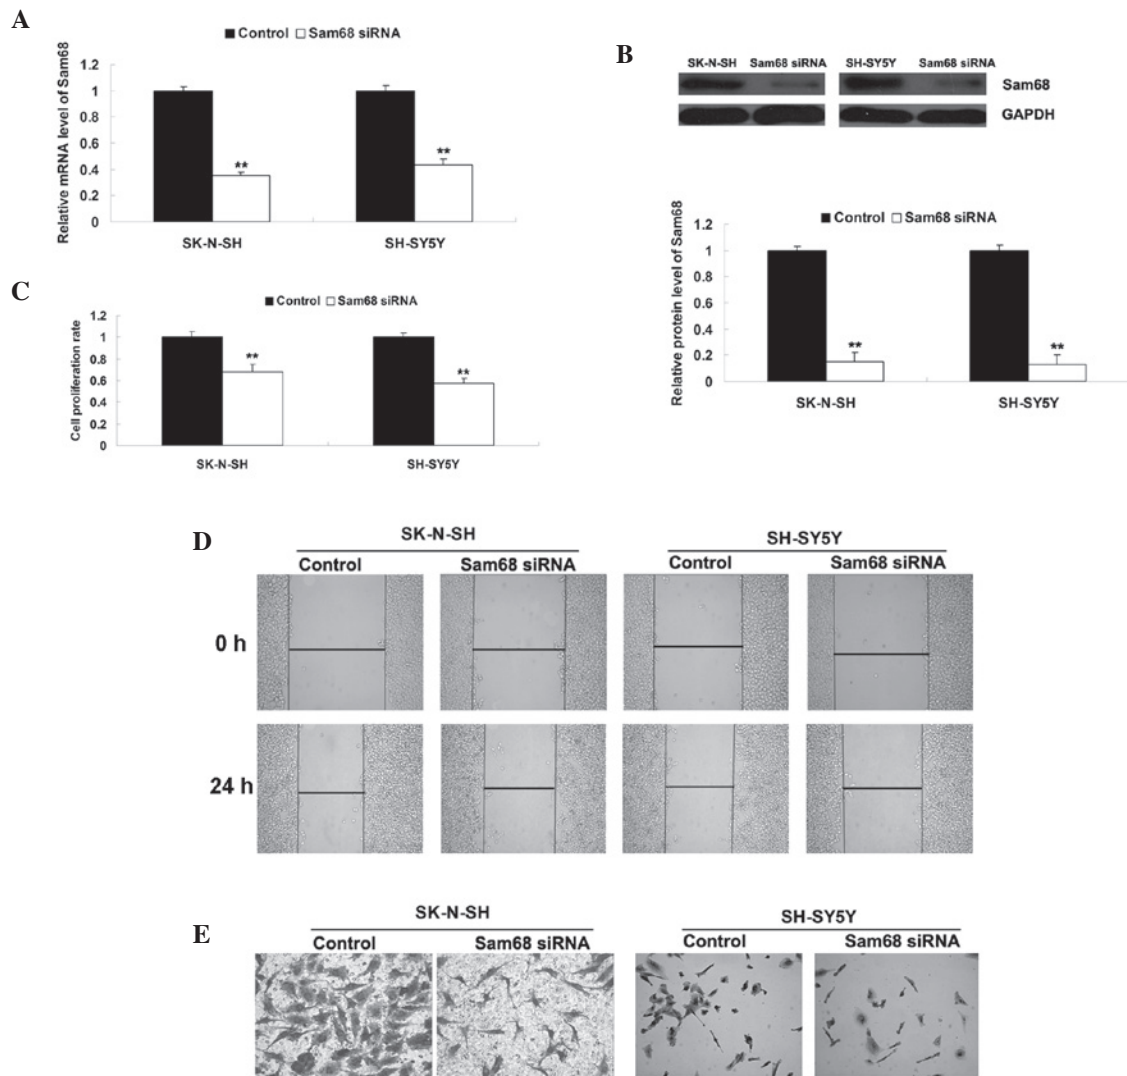 A
■ Control □ Sam68 siRNA
Relative mRNA level of Sam68
1.2
1
0.8
0.6
0.4
0.2
0
**
**
SK-N-SH
SH-SY5Y
B
SK-N-SH Sam68 siRNA SH-SY5Y Sam68 siRNA
Sam68
GAPDH
■ Control □ Sam68 siRNA
Relative protein level of Sam68
1.2
1
0.8
0.6
0.4
0.2
0
**
**
SK-N-SH
SH-SY5Y
C
■ Control □ Sam68 siRNA
Cell proliferation rate
1
0.8
0.6
0.4
0.2
0
**
**
SK-N-SH
SH-SY5Y
D
SK-N-SH
SH-SY5Y
Control
Sam68 siRNA
Control
Sam68 siRNA
0 h
24 h
E
SK-N-SH
SH-SY5Y
Control
Sam68 siRNA
Control
Sam68 siRNA